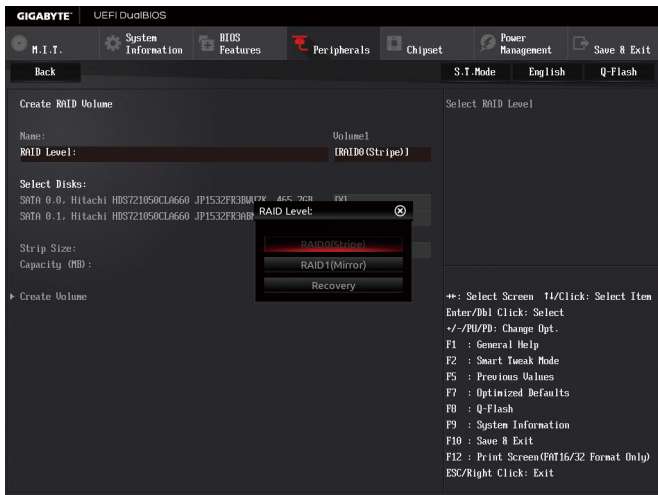 GIGABYTE™ UEFI DualBIOS
M.I.T. System Information BIOS Features Peripherals Chipset Power Management Save & Exit
Back S.T.Mode English Q-Flash
Create RAID Volume
Select RAID Level
Name: Volume1
RAID Level: [RAID0(Stripe)]
Select Disks:
SATA 0.0, Hitachi HDS721050CLA660 465.7GB [X]
SATA 0.1, Hitachi HDS721050CLA660
RAID Level:
RAID0(Stripe)
RAID1(Mirror)
Recovery
Strip Size:
Capacity (MB):
Create Volume
→←: Select Screen ↑↓/Click: Select Item
Enter/Dbl Click: Select
+/-/PU/PD: Change Opt.
F1 : General Help
F2 : Smart Tweak Mode
F5 : Previous Values
F7 : Optimized Defaults
F8 : Q-Flash
F9 : System Information
F10 : Save & Exit
F12 : Print Screen(FAT16/32 Format Only)
ESC/Right Click: Exit